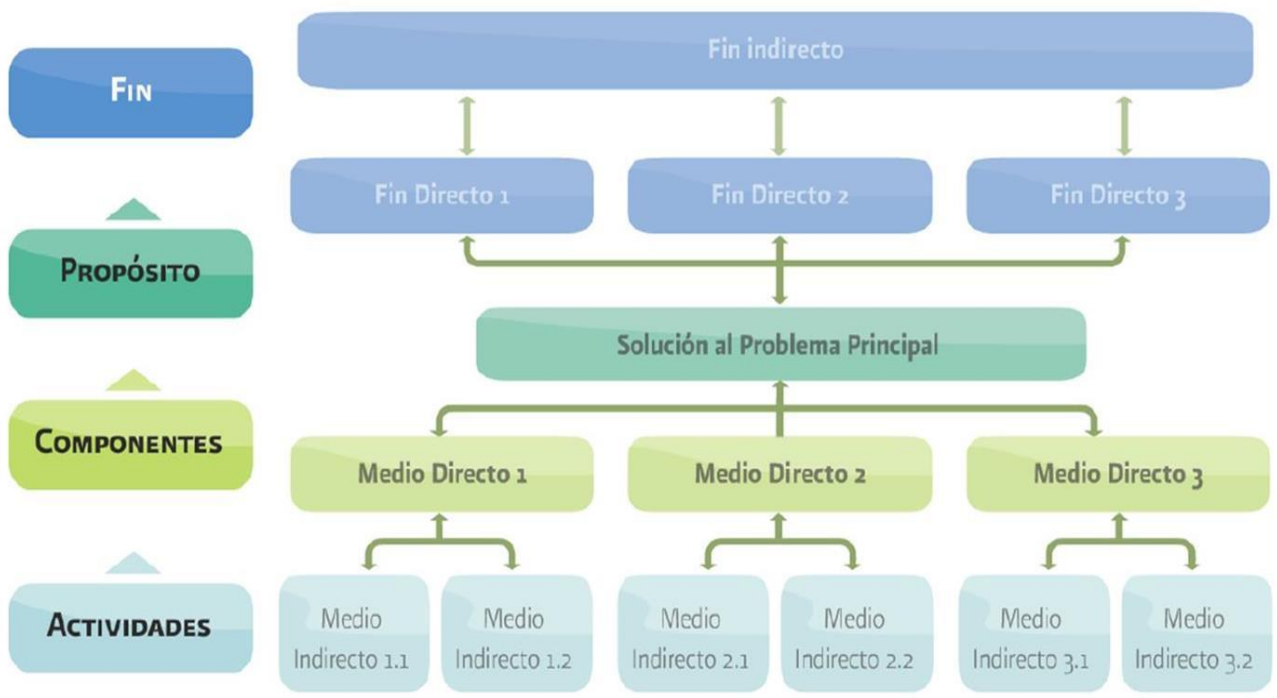 Fin indirecto
FIN
Fin Directo 1
Fin Directo 2
Fin Directo 3
PROPÓSITO
Solución al Problema Principal
COMPONENTES
Medio Directo 1
Medio Directo 2
Medio Directo 3
ACTIVIDADES
Medio
Indirecto 1.1
Medio
Indirecto 1.2
Medio
Indirecto 2.1
Medio
Indirecto 2.2
Medio
Indirecto 3.1
Medio
Indirecto 3.2